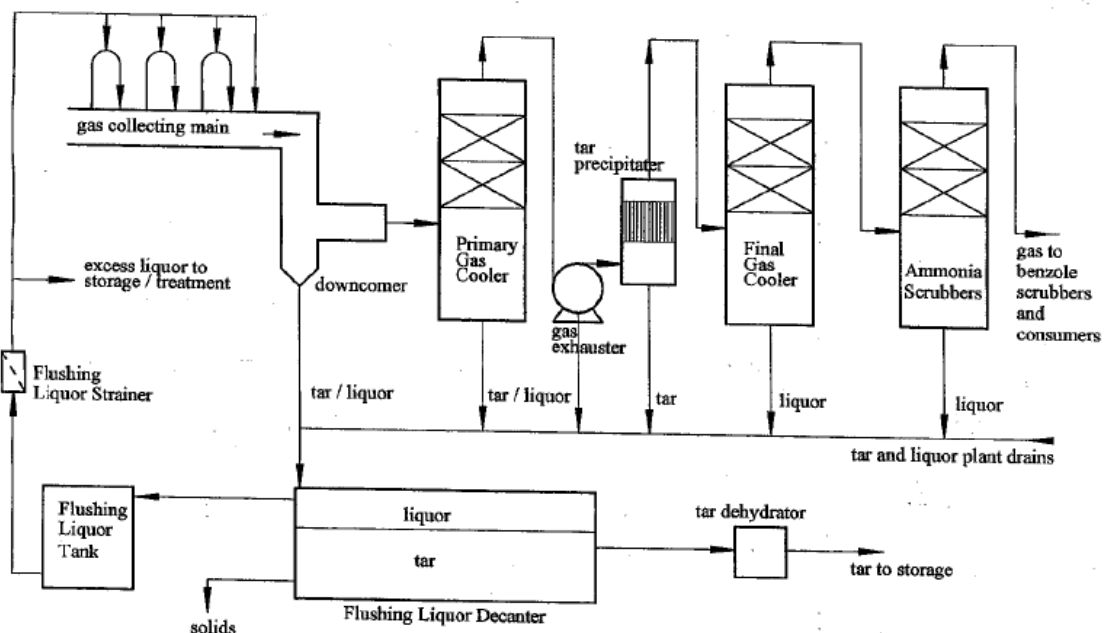 gas collecting main
tar
precipitater
Primary
Gas
Cooler
Final
Gas
Cooler
Ammonia
Scrubbers
gas to
benzole
scrubbers
and
consumers
excess liquor to
storage / treatment
downcomer
gas
exhauster
Flushing
Liquor Strainer
tar / liquor
tar / liquor
tar
liquor
liquor
tar and liquor plant drains
Flushing
Liquor
Tank
liquor
tar
tar dehydrator
tar to storage
Flushing Liquor Decanter
solids